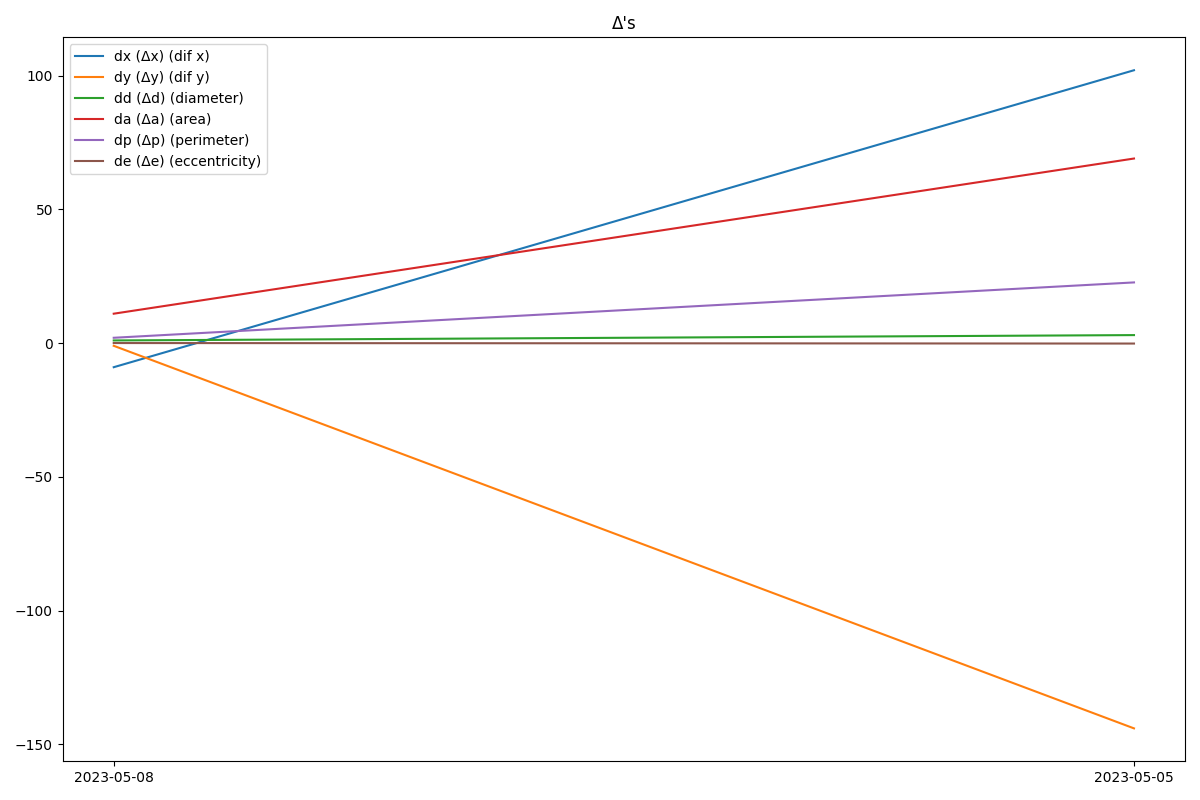 Δ's
dx (Δx) (dif x)
dy (Δy) (dif y)
dd (Δd) (diameter)
da (Δa) (area)
dp (Δp) (perimeter)
de (Δe) (eccentricity)
100
50
0
−50
−100
−150
2023-05-08
2023-05-05